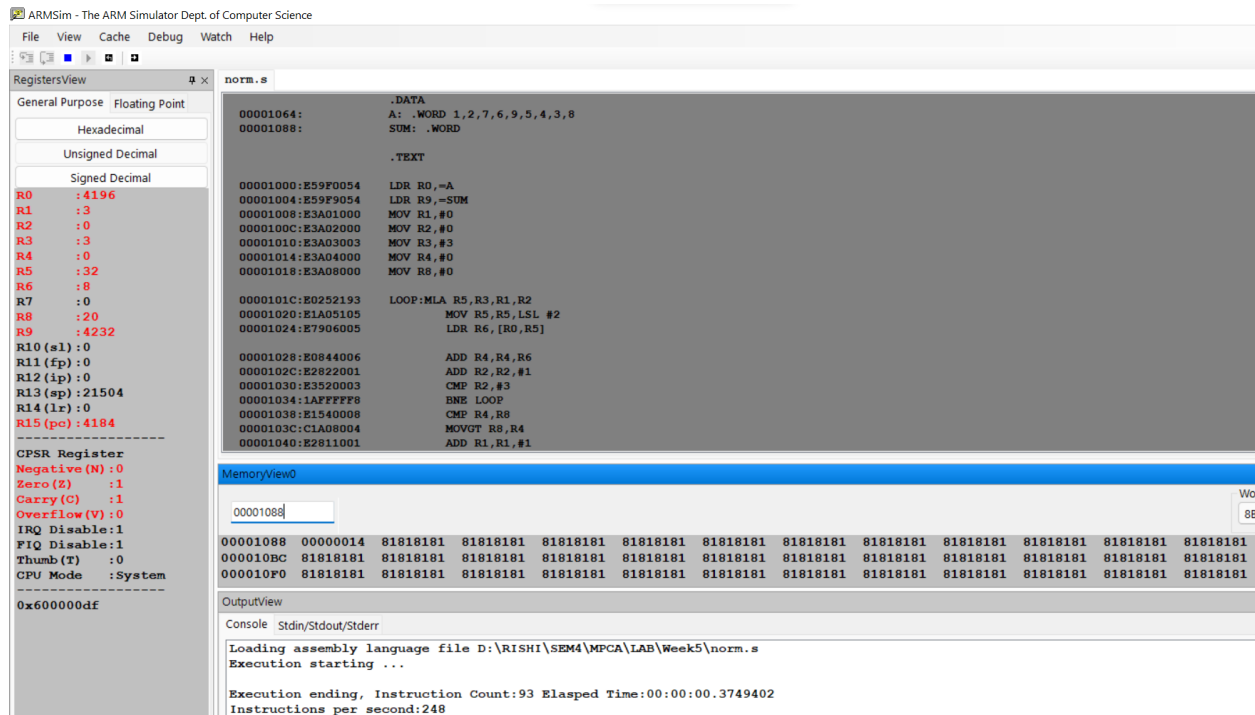 ARMSim - The ARM Simulator Dept. of Computer Science
File View Cache Debug Watch Help
RegistersView
General Purpose Floating Point
Hexadecimal
Unsigned Decimal
Signed Decimal
R0 :4196
R1 :3
R2 :0
R3 :3
R4 :0
R5 :32
R6 :8
R7 :0
R8 :20
R9 :4232
R10(sl):0
R11(fp):0
R12(ip):0
R13(sp):21504
R14(lr):0
R15(pc):4184
------------------
CPSR Register
Negative(N):0
Zero(Z) :1
Carry(C) :1
Overflow(V):0
IRQ Disable:1
FIQ Disable:1
Thumb(T) :0
CPU Mode :System
------------------
0x600000df
norm.s
.DATA
00001064: A: .WORD 1,2,7,6,9,5,4,3,8
00001088: SUM: .WORD
.TEXT
00001000:E59F0054 LDR R0,=A
00001004:E59F9054 LDR R9,=SUM
00001008:E3A01000 MOV R1,#0
0000100C:E3A02000 MOV R2,#0
00001010:E3A03003 MOV R3,#3
00001014:E3A04000 MOV R4,#0
00001018:E3A08000 MOV R8,#0
0000101C:E0252193 LOOP:MLA R5,R3,R1,R2
00001020:E1A05105 MOV R5,R5,LSL #2
00001024:E7906005 LDR R6,[R0,R5]
00001028:E0844006 ADD R4,R4,R6
0000102C:E2822001 ADD R2,R2,#1
00001030:E3520003 CMP R2,#3
00001034:1AFFFFF8 BNE LOOP
00001038:E1540008 CMP R4,R8
0000103C:C1A08004 MOVGT R8,R4
00001040:E2811001 ADD R1,R1,#1
MemoryView0
00001088
Wo
8E
00001088 00000014 81818181 81818181 81818181 81818181 81818181 81818181 81818181 81818181 81818181 81818181 81818181
000010BC 81818181 81818181 81818181 81818181 81818181 81818181 81818181 81818181 81818181 81818181 81818181 81818181
000010F0 81818181 81818181 81818181 81818181 81818181 81818181 81818181 81818181 81818181 81818181 81818181 81818181
OutputView
Console Stdin/Stdout/Stderr
Loading assembly language file D:\RISHI\SEM4\MPCA\LAB\Week5\norm.s
Execution starting ...
Execution ending, Instruction Count:93 Elasped Time:00:00:00.3749402
Instructions per second:248